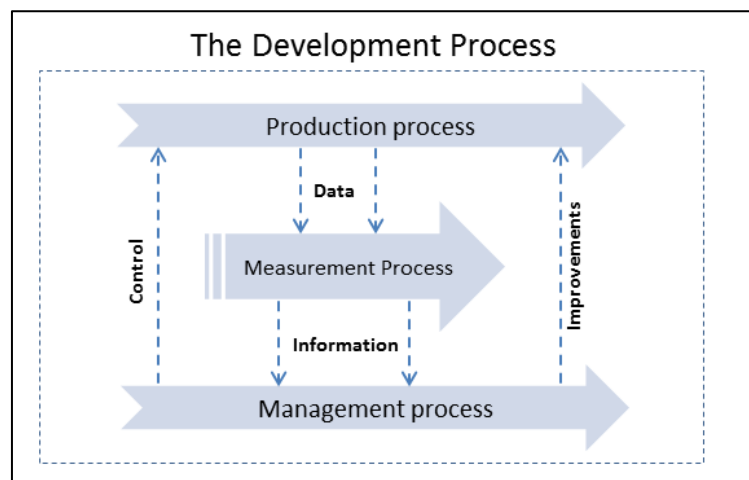 The Development Process
Production process
Data
Measurement Process
Control
Improvements
Information
Management process